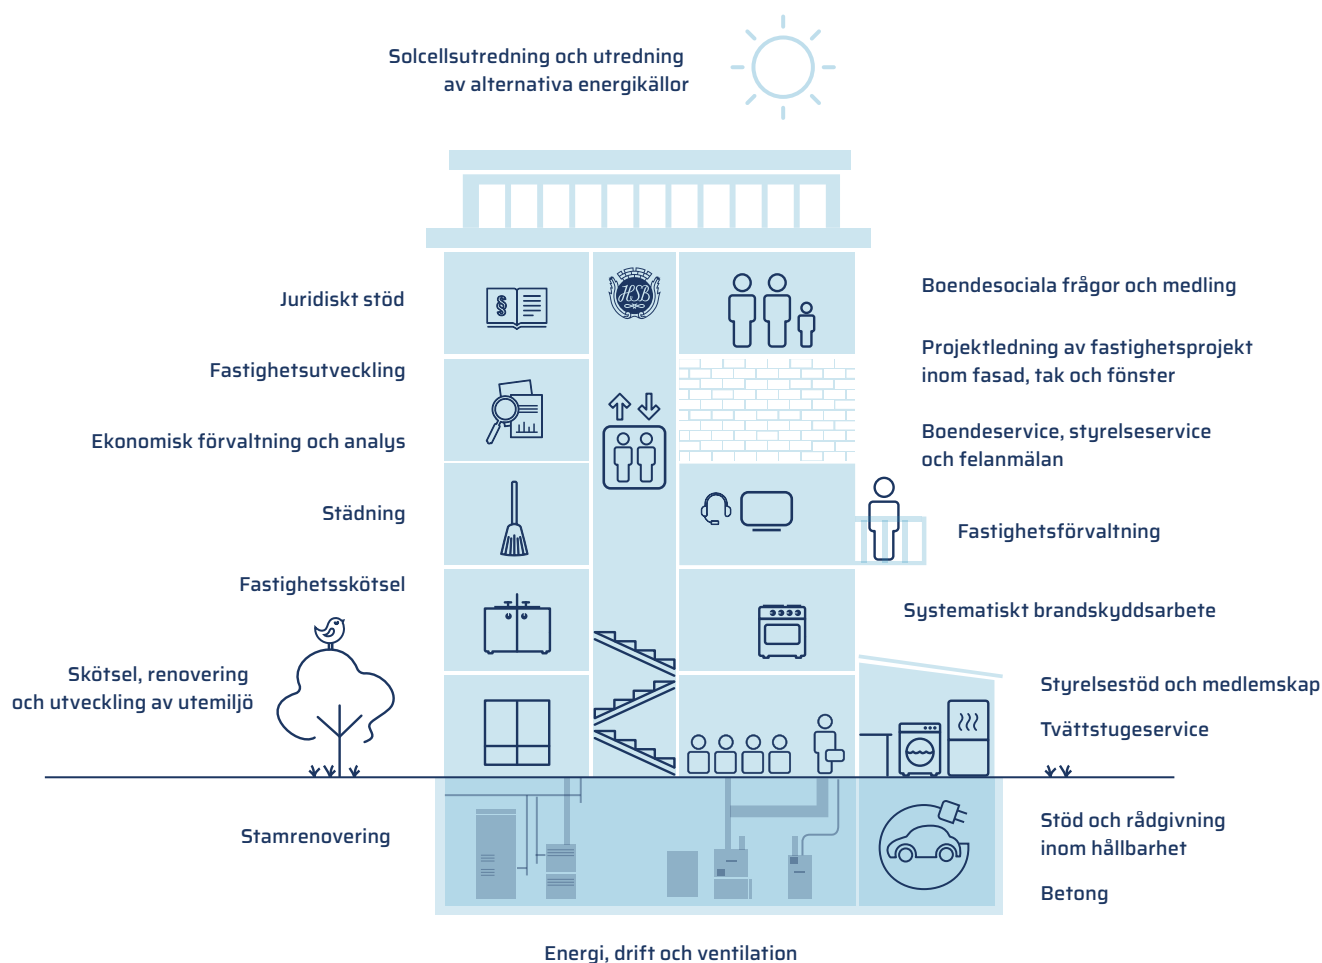 Solcellsutredning och utredning
av alternativa energikällor
HSB
§
Juridiskt stöd
Fastighetsutveckling
Ekonomisk förvaltning och analys
Städning
Fastighetsskötsel
Skötsel, renovering
och utveckling av utemiljö
Stamrenovering
Boendesociala frågor och medling
Projektledning av fastighetsprojekt
inom fasad, tak och fönster
Boendeservice, styrelseservice
och felanmälan
Fastighetsförvaltning
Systematiskt brandskyddsarbete
Styrelsestöd och medlemskap
Tvättstugeservice
Stöd och rådgivning
inom hållbarhet
Betong
Energi, drift och ventilation